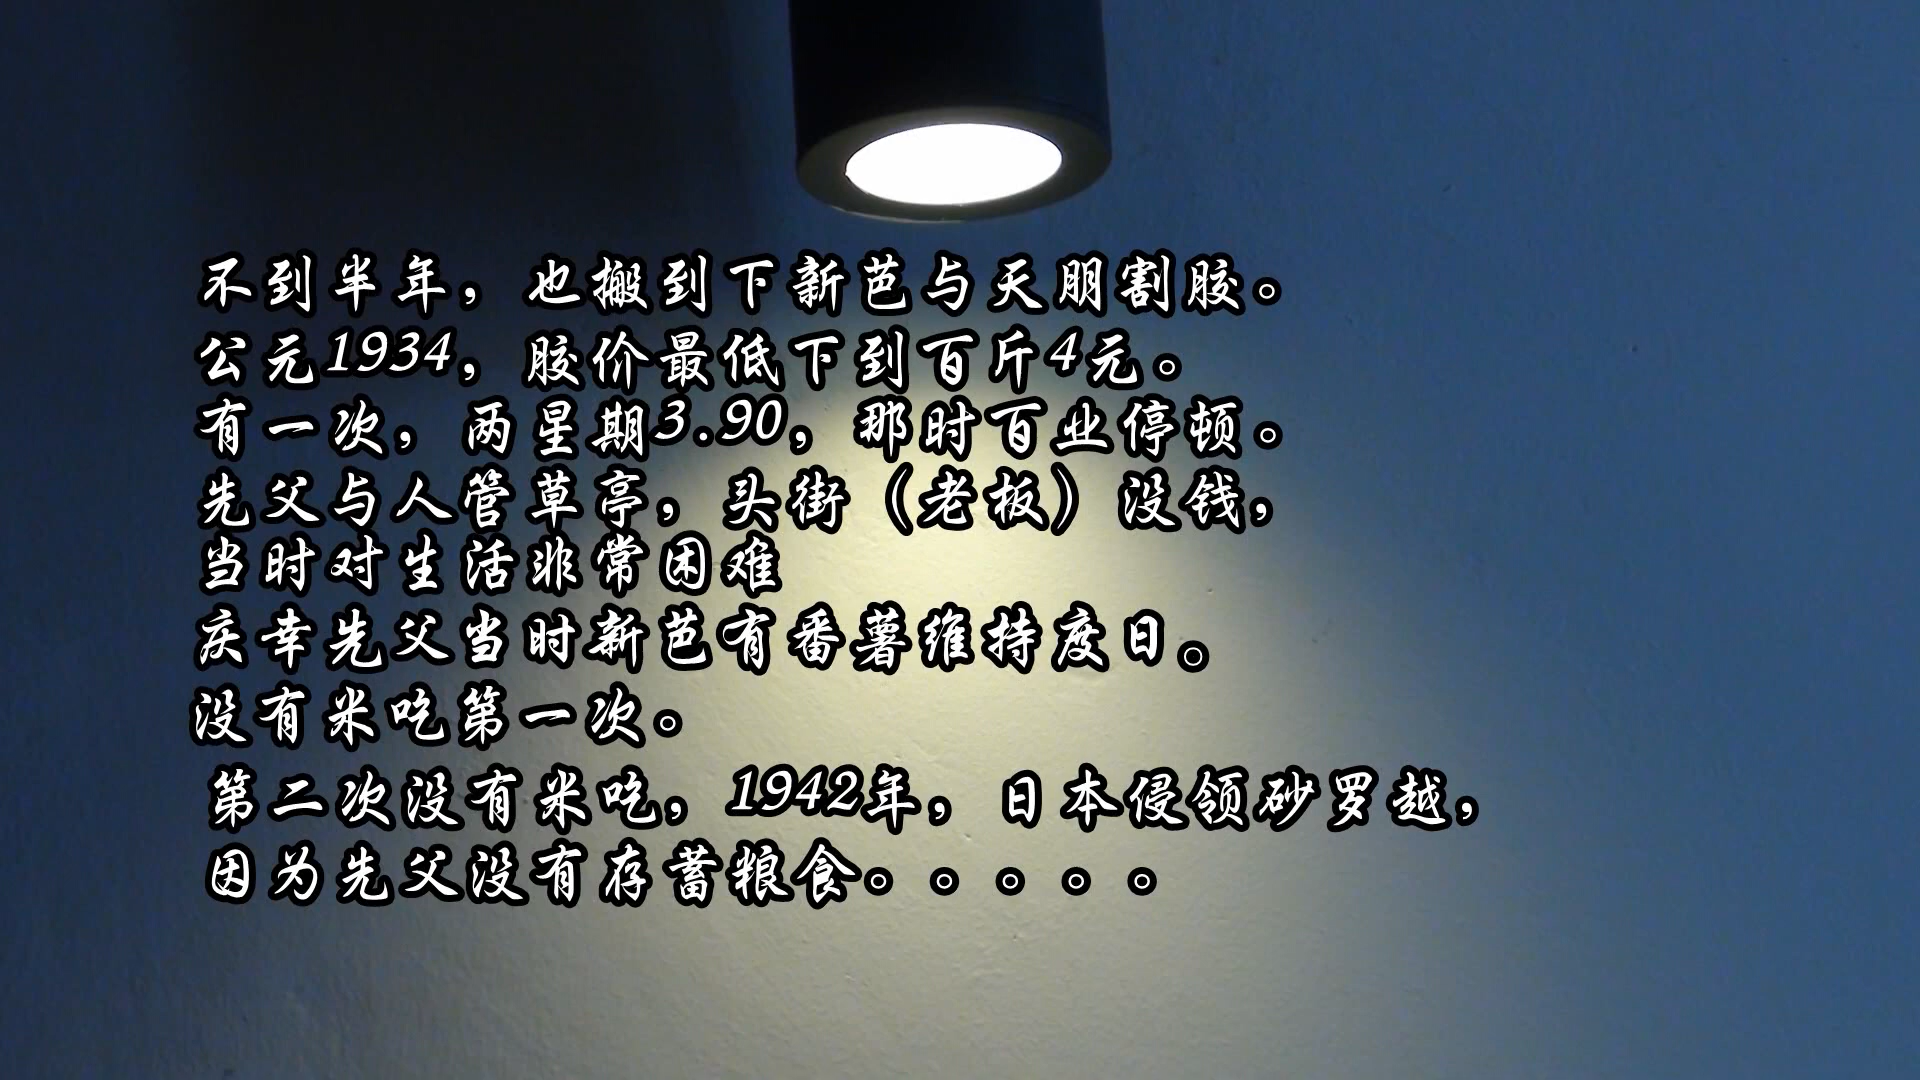 不到半年，也搬到下新芭与天朋割胶。
公元1934，胶价最低下到百斤4元。
有一次，两星期3.90，那时百业停顿。
先父与人管草亭，头街（老板）没钱，
当时对生活非常困难
庆幸先父当时新芭有番薯维持度日。
没有米吃第一次。
第二次没有米吃，1942年，日本侵领砂罗越，
因为先父没有存蓄粮食。。。。。